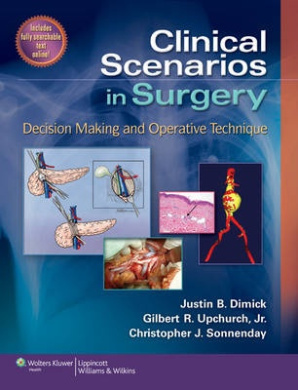 Includes
fully searchable
text
online!
Clinical
Scenarios
in Surgery
Decision Making and Operative Technique
Justin B. Dimick
Gilbert R. Upchurch, Jr.
Christopher J. Sonnenday
Wolters Kluwer
Health
Lippincott
Williams & Wilkins